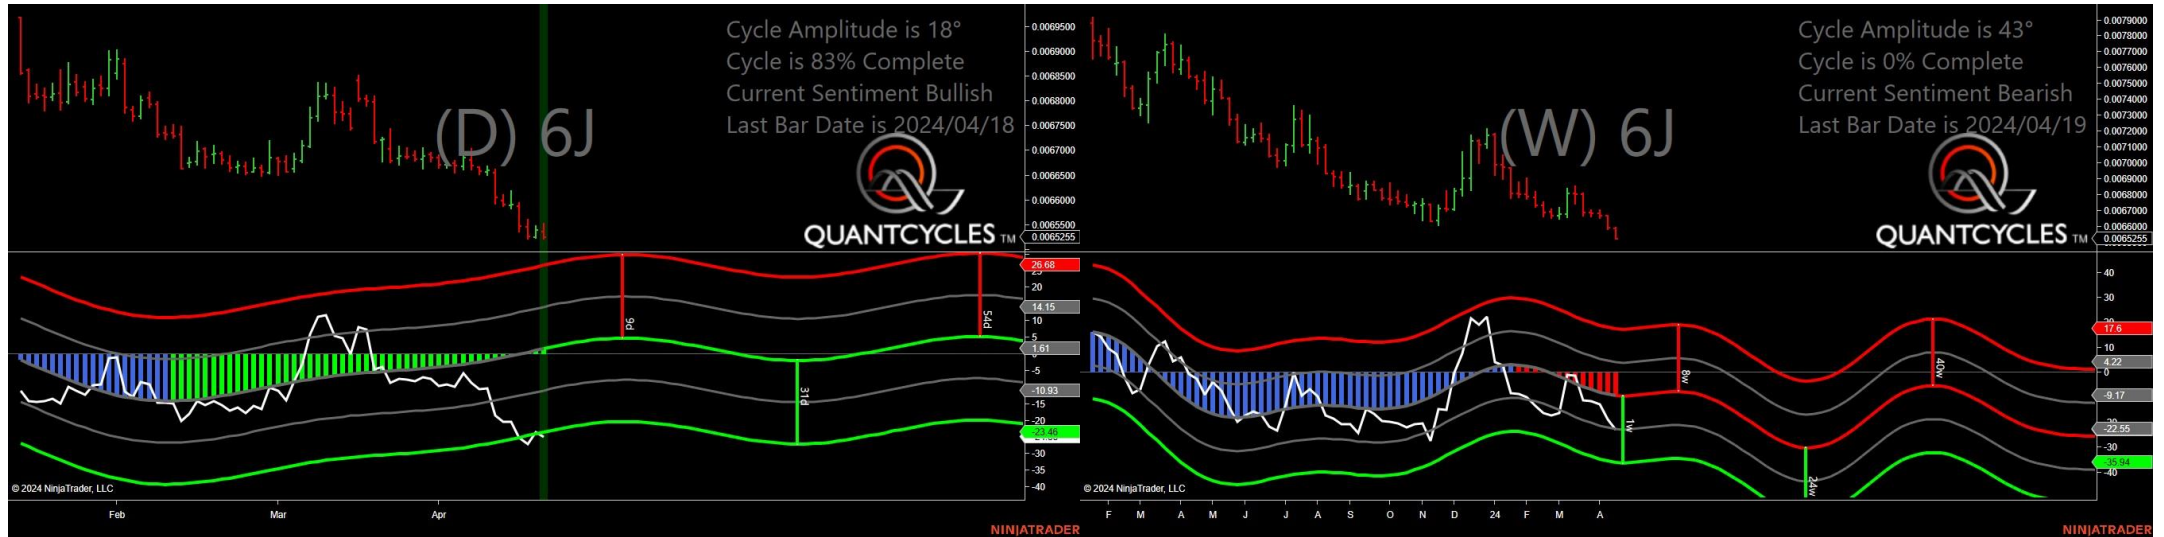 Cycle Amplitude is 18°
Cycle is 83% Complete
Current Sentiment Bullish
Last Bar Date is 2024/04/18
(D) 6J
QUANTCYCLES TM
0.0069500
0.0069000
0.0068500
0.0068000
0.0067500
0.0067000
0.0066500
0.0066000
0.0065500
0.0065255
26.68
25
20
14.15
10
5
1.61
-5
-10.93
-15
-20
-23.46
-30
-35
-40
9d
31d
54d
© 2024 NinjaTrader, LLC
Feb Mar Apr
NINJATRADER
Cycle Amplitude is 43°
Cycle is 0% Complete
Current Sentiment Bearish
Last Bar Date is 2024/04/19
(W) 6J
QUANTCYCLES TM
0.0079000
0.0078000
0.0077000
0.0076000
0.0075000
0.0074000
0.0073000
0.0072000
0.0071000
0.0070000
0.0069000
0.0068000
0.0067000
0.0066000
0.0065255
40
30
20
17.6
10
4.22
0
-9.17
-22.55
-30
-35.94
-40
1w
8w
24w
40w
© 2024 NinjaTrader, LLC
F M A M J J A S O N D 24 F M A
NINJATRADER